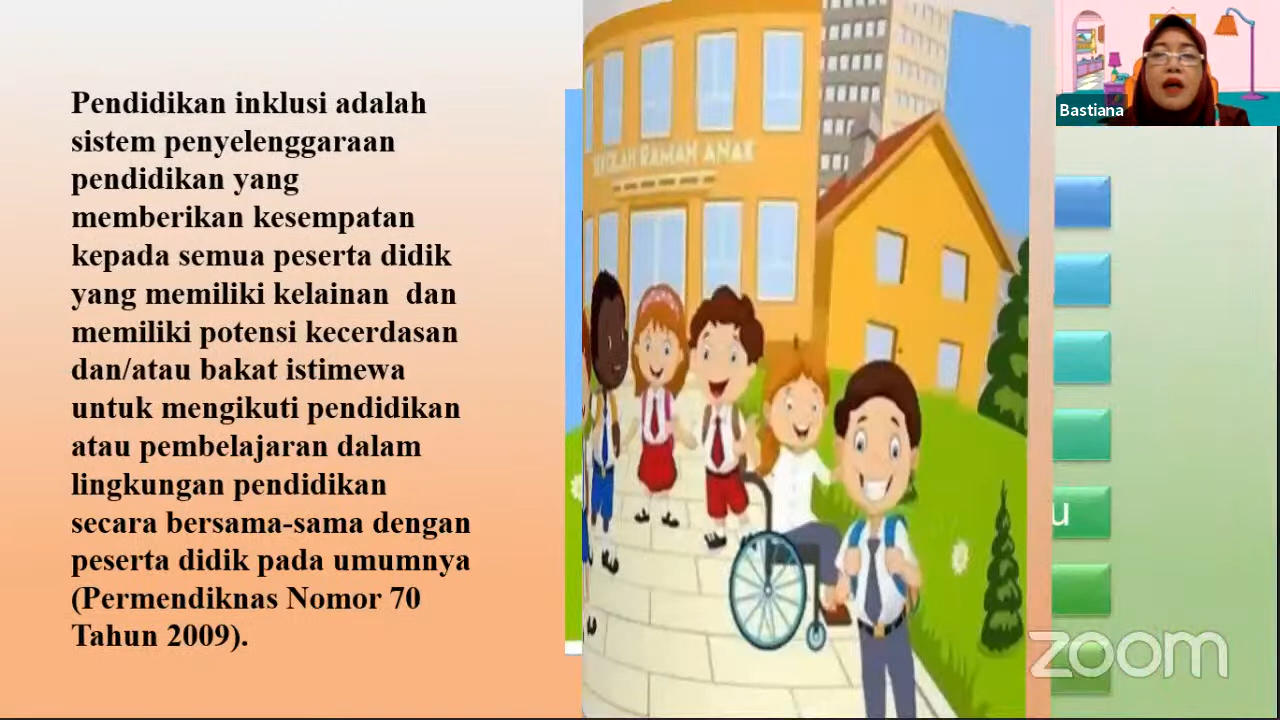 Pendidikan inklusi adalah
sistem penyelenggaraan
pendidikan yang
memberikan kesempatan
kepada semua peserta didik
yang memiliki kelainan dan
memiliki potensi kecerdasan
dan/atau bakat istimewa
untuk mengikuti pendidikan
atau pembelajaran dalam
lingkungan pendidikan
secara bersama-sama dengan
peserta didik pada umumnya
(Permendiknas Nomor 70
Tahun 2009).
SEKOLAH RAMAH ANAK
Bastiana
u
zoom